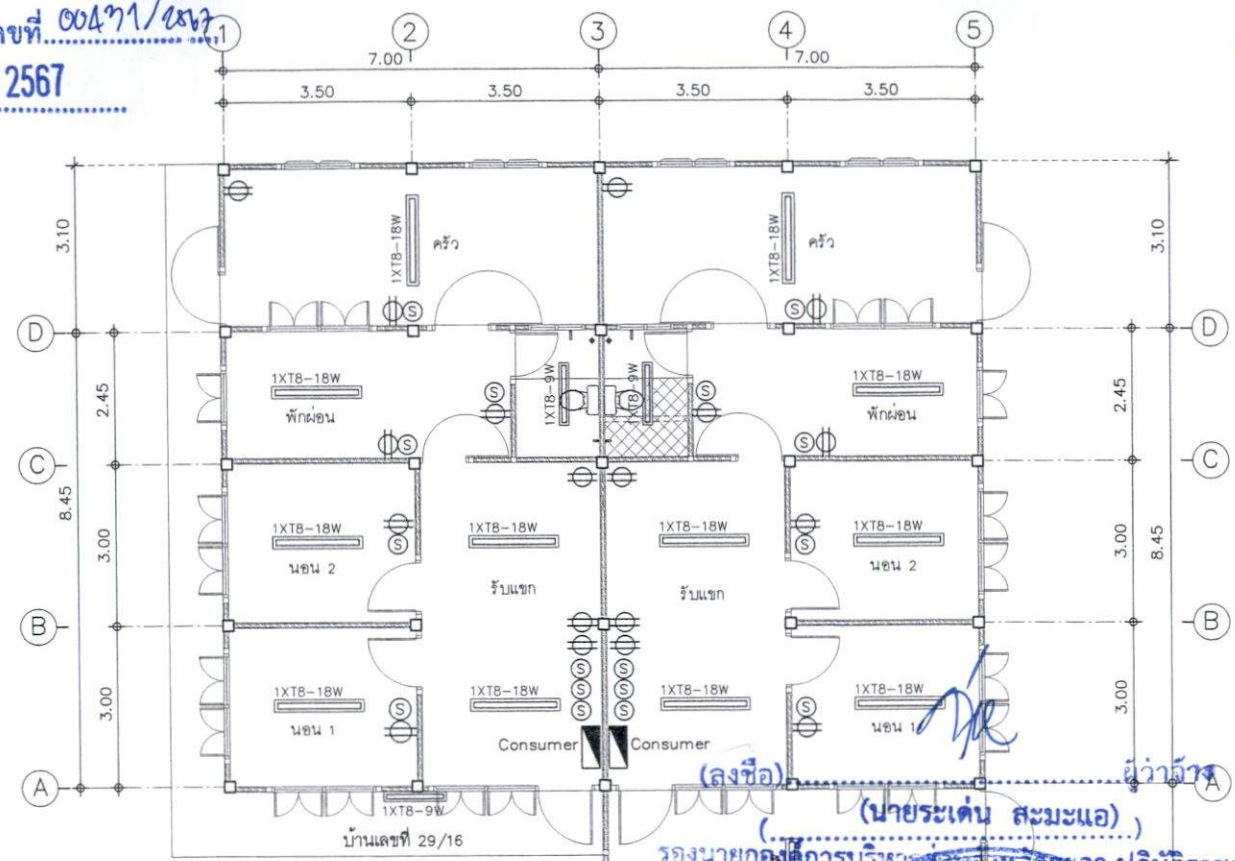 ขที่ 00431/2567
2567
1 2 3 4 5
7.00 7.00
3.50 3.50 3.50 3.50
3.10 3.10
1XT8-18W ครัว 1XT8-18W ครัว
S S
D D
1XT8-18W 1XT8-9W 1XT8-9W 1XT8-18W
2.45 S S 2.45
พักผ่อน พักผ่อน
S S
C C
8.45 8.45
1XT8-18W 1XT8-18W 1XT8-18W 1XT8-18W
3.00 S S 3.00
นอน 2 นอน 2
รับแขก รับแขก
B B
S S
1XT8-18W 1XT8-18W 1XT8-18W 1XT8-18W
3.00 S S S S 3.00
S S
นอน 1 นอน 1
Consumer Consumer
(ลงชื่อ) ผู้ว่าจ้าง
A A
1XT8-9W
(นายระเด่น สะมะแอ)
บ้านเลขที่ 29/16